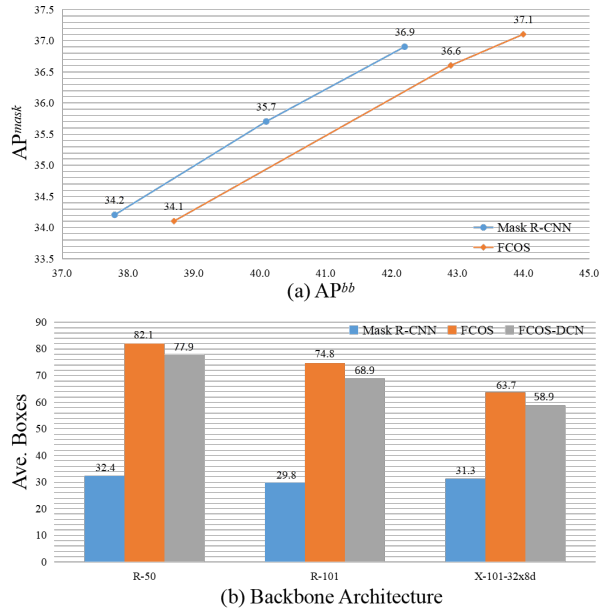 37.5
37.0
36.5
36.0
35.5
35.0
34.5
34.0
33.5
APmask
34.2
35.7
36.9
34.1
36.6
37.1
Mask R-CNN
FCOS
37.0 38.0 39.0 40.0 41.0 42.0 43.0 44.0 45.0
(a) APbb
90
80
70
60
50
40
30
20
10
0
Ave. Boxes
Mask R-CNN FCOS FCOS-DCN
32.4 82.1 77.9
29.8 74.8 68.9
31.3 63.7 58.9
R-50 R-101 X-101-32x8d
(b) Backbone Architecture